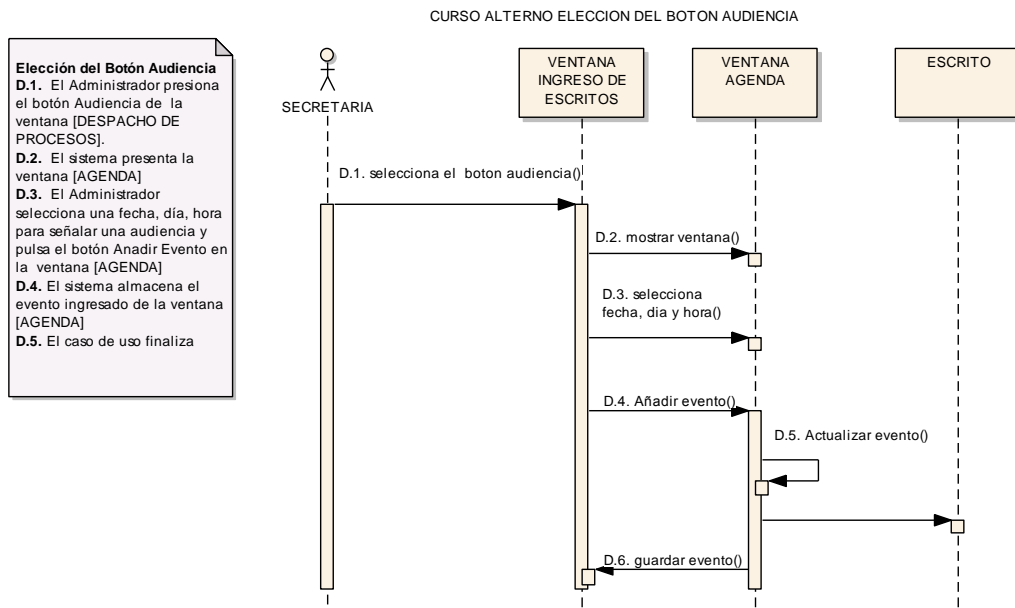 CURSO ALTERNO ELECCION DEL BOTON AUDIENCIA
Elección del Botón Audiencia
D.1. El Administrador presiona
el botón Audiencia de la
ventana [DESPACHO DE
PROCESOS].
D.2. El sistema presenta la
ventana [AGENDA]
D.3. El Administrador
selecciona una fecha, día, hora
para señalar una audiencia y
pulsa el botón Anadir Evento en
la ventana [AGENDA]
D.4. El sistema almacena el
evento ingresado de la ventana
[AGENDA]
D.5. El caso de uso finaliza
SECRETARIA
VENTANA
INGRESO DE
ESCRITOS
VENTANA
AGENDA
ESCRITO
D.1. selecciona el boton audiencia()
D.2. mostrar ventana()
D.3. selecciona
fecha, dia y hora()
D.4. Añadir evento()
D.5. Actualizar evento()
D.6. guardar evento()